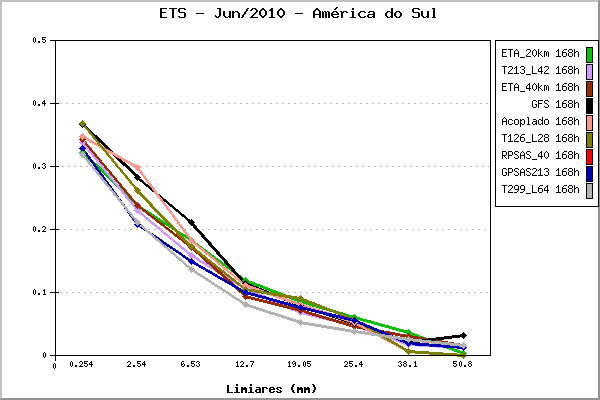 ETS - Jun/2010 - América do Sul
0.5
0.4
0.3
0.2
0.1
0
0
0.254
2.54
6.53
12.7
19.05
25.4
38.1
50.8
Limiares (mm)
ETA_20km 168h
T213_L42 168h
ETA_40km 168h
GFS 168h
Acoplado 168h
T126_L28 168h
RPSAS_40 168h
GPSAS213 168h
T299_L64 168h